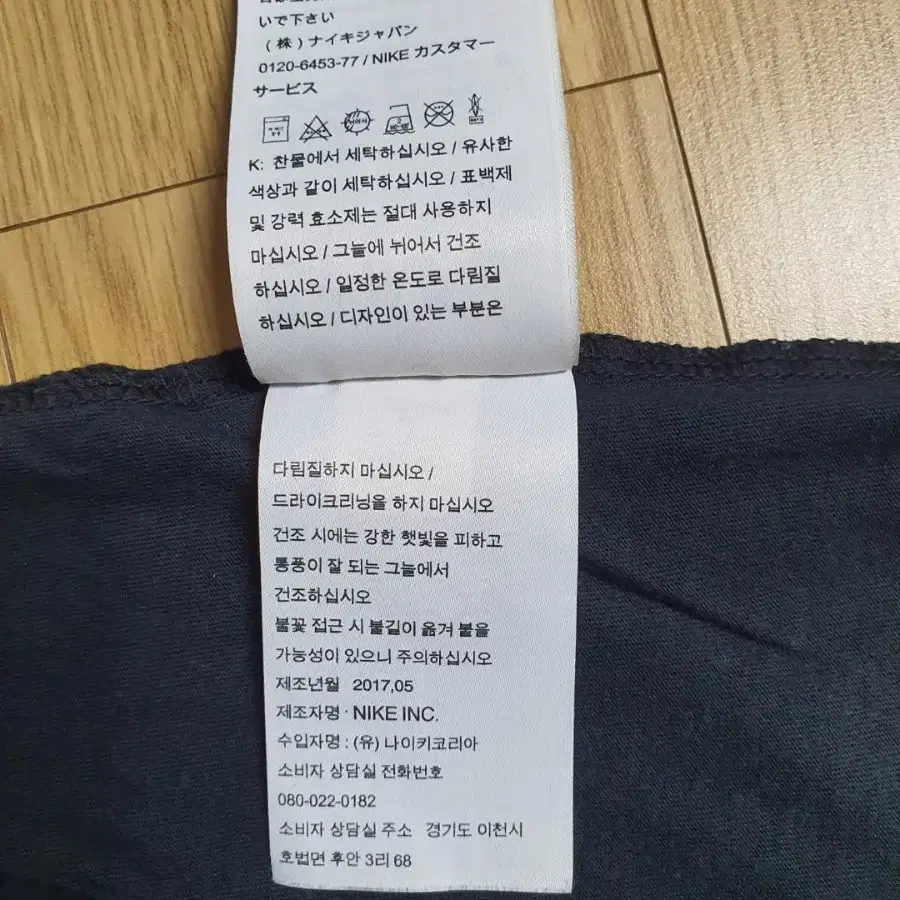 いで下さい
(株)ナイキジャパン
0120-6453-77 / NIKE カスタマー
サービス
K: 찬물에서 세탁하십시오 / 유사한
색상과 같이 세탁하십시오 / 표백제
및 강력 효소제는 절대 사용하지
마십시오 / 그늘에 뉘어서 건조
하십시오 / 일정한 온도로 다림질
하십시오 / 디자인이 있는 부분은
다림질하지 마십시오 /
드라이크리닝을 하지 마십시오
건조 시에는 강한 햇빛을 피하고
통풍이 잘 되는 그늘에서
건조하십시오
불꽃 접근 시 불길이 옮겨 붙을
가능성이 있으니 주의하십시오
제조년월 2017,05
제조자명 · NIKE INC.
수입자명 : (유) 나이키코리아
소비자 상담실 전화번호
080-022-0182
소비자 상담실 주소 경기도 이천시
호법면 후안 3리 68